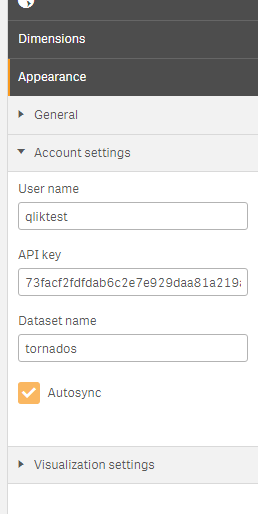 Dimensions
Appearance
General
Account settings
User name
qliktest
API key
73facf2fdfdab6c2e7e929daa81a219
Dataset name
tornados
Autosync
Visualization settings